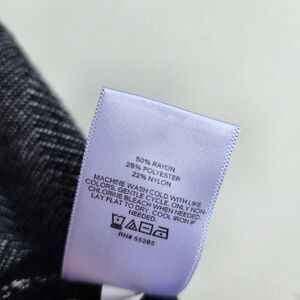 50% RAYON
28% POLYESTER
22% NYLON
MACHINE WASH COLD WITH LIKE
COLORS, GENTLE CYCLE. ONLY NON-
CHLORINE BLEACH WHEN NEEDED.
LAY FLAT TO DRY. COOL IRON IF
NEEDED.
RN# 55285